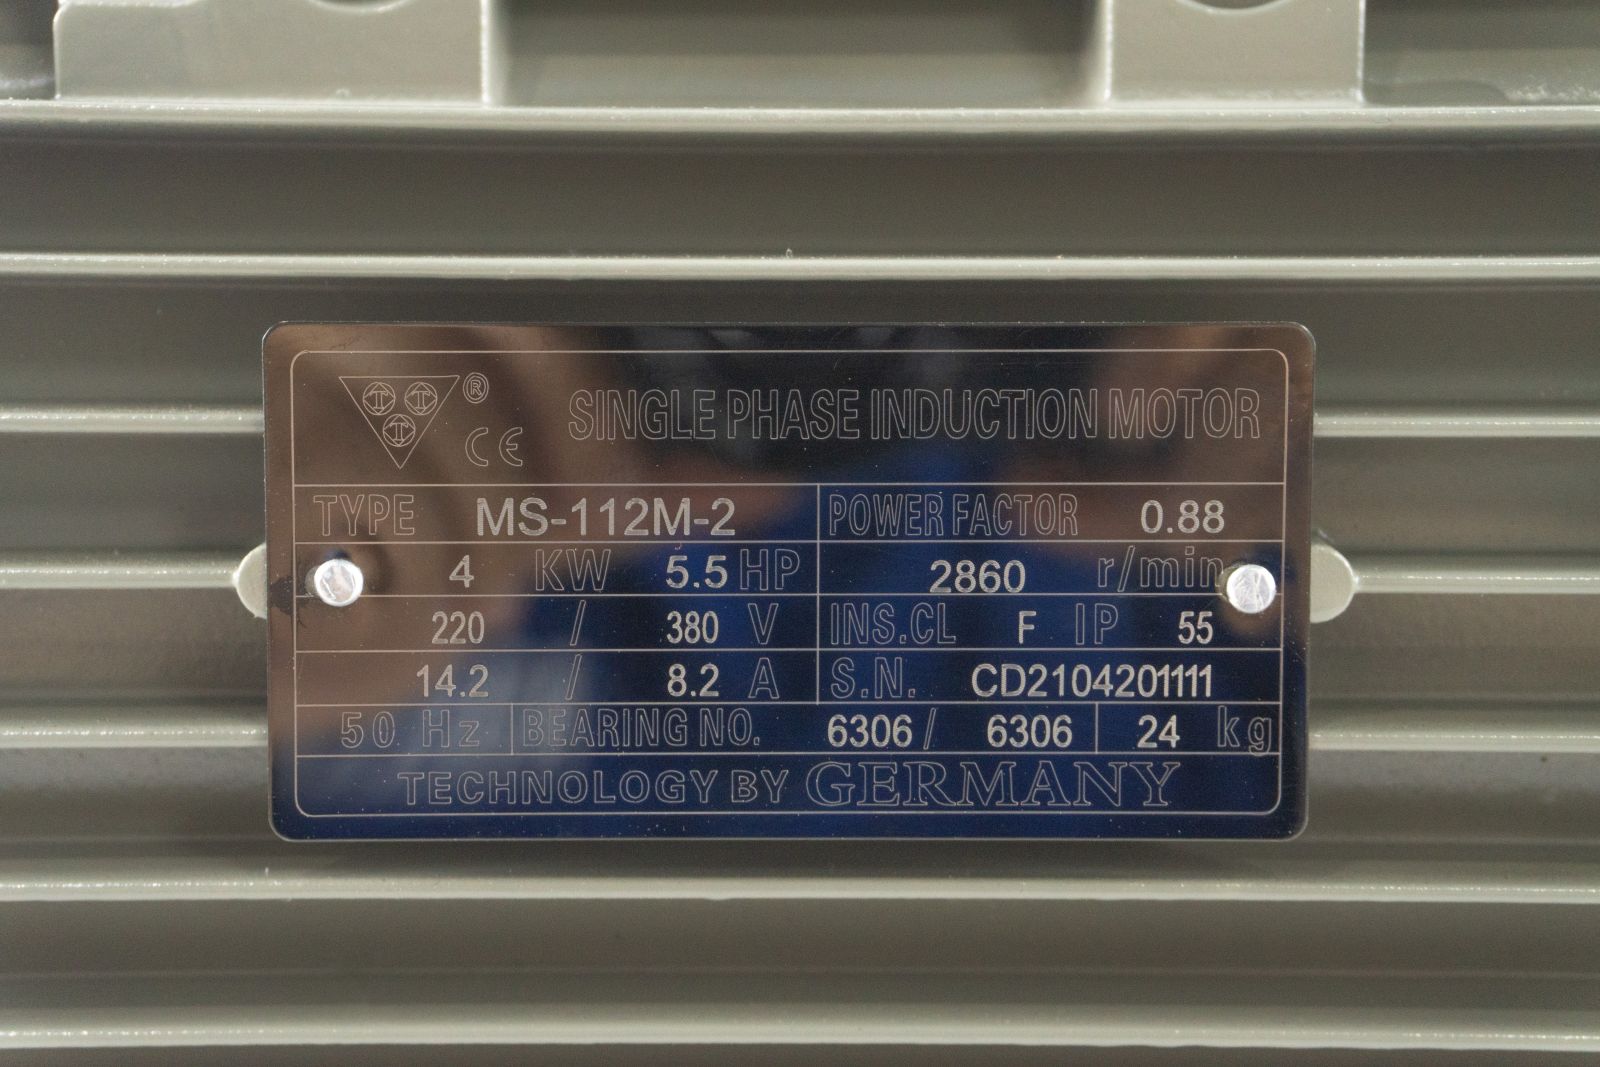 ® CE SINGLE PHASE INDUCTION MOTOR
TYPE MS-112M-2 POWER FACTOR 0.88
4 KW 5.5 HP 2860 r/min
220 / 380 V INS.CL F IP 55
14.2 / 8.2 A S.N. CD2104201111
50 Hz BEARING NO. 6306 / 6306 24 kg
TECHNOLOGY BY GERMANY